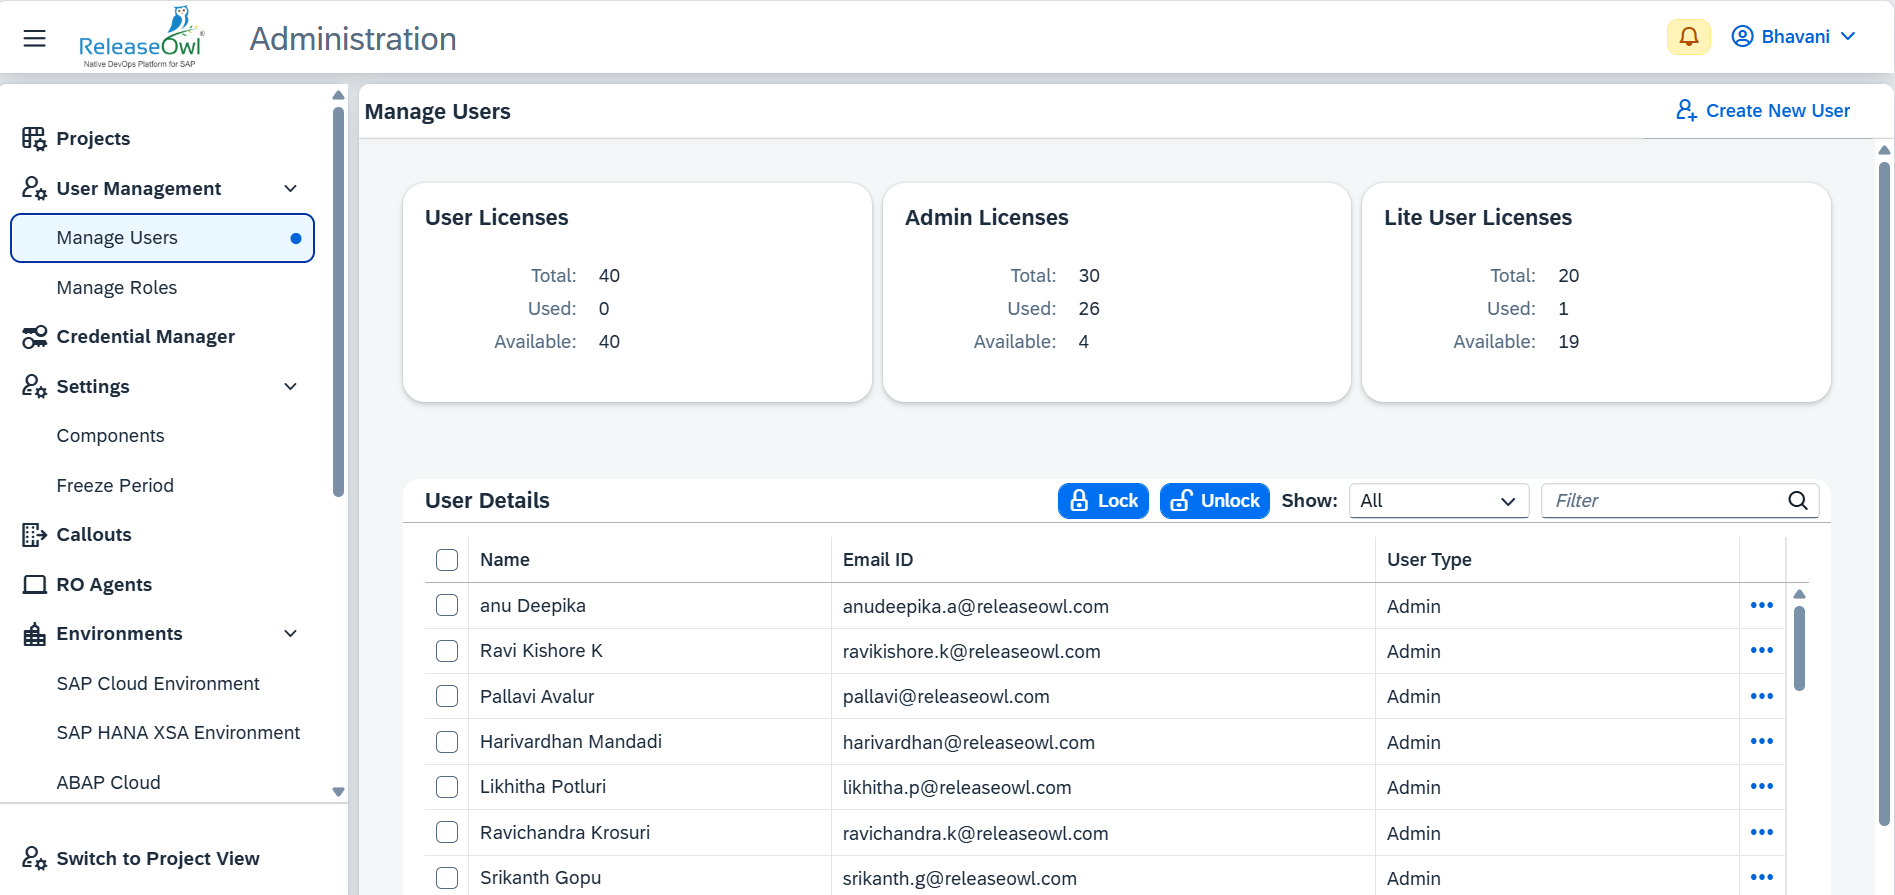 ReleaseOwl®
Native DevOps Platform for SAP
Administration
Bhavani
Projects
User Management
Manage Users
Manage Roles
Credential Manager
Settings
Components
Freeze Period
Callouts
RO Agents
Environments
SAP Cloud Environment
SAP HANA XSA Environment
ABAP Cloud
Switch to Project View
Manage Users
Create New User
User Licenses
Total: 40
Used: 0
Available: 40
Admin Licenses
Total: 30
Used: 26
Available: 4
Lite User Licenses
Total: 20
Used: 1
Available: 19
User Details
Lock
Unlock
Show:
All
Filter
Name Email ID User Type
anu Deepika anudeepika.a@releaseowl.com Admin
Ravi Kishore K ravikishore.k@releaseowl.com Admin
Pallavi Avalur pallavi@releaseowl.com Admin
Harivardhan Mandadi harivardhan@releaseowl.com Admin
Likhitha Potluri likhitha.p@releaseowl.com Admin
Ravichandra Krosuri ravichandra.k@releaseowl.com Admin
Srikanth Gopu srikanth.g@releaseowl.com Admin